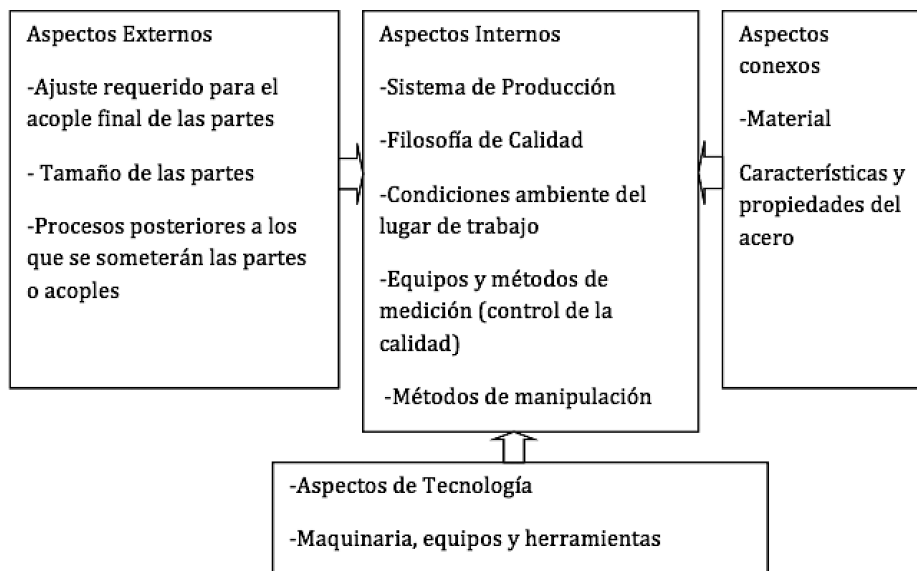 Aspectos Externos
-Ajuste requerido para el
acople final de las partes
- Tamaño de las partes
-Procesos posteriores a los
que se someterán las partes
o acoples
Aspectos Internos
-Sistema de Producción
-Filosofía de Calidad
-Condiciones ambiente del
lugar de trabajo
-Equipos y métodos de
medición (control de la
calidad)
-Métodos de manipulación
Aspectos
conexos
-Material
Características y
propiedades del
acero
-Aspectos de Tecnología
-Maquinaria, equipos y herramientas